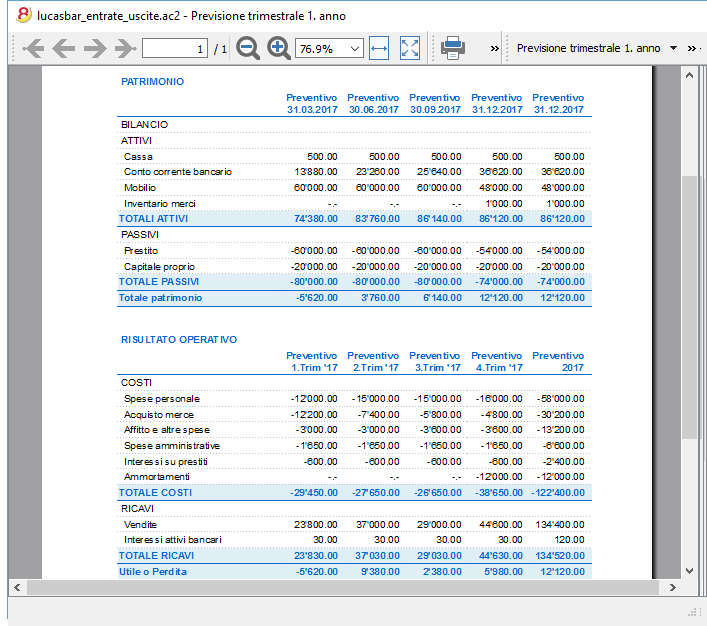 lucasbar_entrate_uscite.ac2 - Previsione trimestrale 1. anno
1 / 1 76.9% » Previsione trimestrale 1. anno »
PATRIMONIO
Preventivo Preventivo Preventivo Preventivo Preventivo
31.03.2017 30.06.2017 30.09.2017 31.12.2017 31.12.2017
BILANCIO
ATTIVI
Cassa 500.00 500.00 500.00 500.00 500.00
Conto corrente bancario 13'880.00 23'260.00 25'640.00 36'620.00 36'620.00
Mobilio 60'000.00 60'000.00 60'000.00 48'000.00 48'000.00
Inventario merci -.- -.- -.- 1'000.00 1'000.00
TOTALI ATTIVI 74'380.00 83'760.00 86'140.00 86'120.00 86'120.00
PASSIVI
Prestito -60'000.00 -60'000.00 -60'000.00 -54'000.00 -54'000.00
Capitale proprio -20'000.00 -20'000.00 -20'000.00 -20'000.00 -20'000.00
TOTALE PASSIVI -80'000.00 -80'000.00 -80'000.00 -74'000.00 -74'000.00
Totale patrimonio -5'620.00 3'760.00 6'140.00 12'120.00 12'120.00
RISULTATO OPERATIVO
Preventivo Preventivo Preventivo Preventivo Preventivo
1.Trim '17 2.Trim '17 3.Trim '17 4.Trim '17 2017
COSTI
Spese personale -12'000.00 -15'000.00 -15'000.00 -16'000.00 -58'000.00
Acquisto merce -12'200.00 -7'400.00 -5'800.00 -4'800.00 -30'200.00
Affitto e altre spese -3'000.00 -3'000.00 -3'600.00 -3'600.00 -13'200.00
Spese amministrative -1'650.00 -1'650.00 -1'650.00 -1'650.00 -6'600.00
Interessi su prestiti -600.00 -600.00 -600.00 -600.00 -2'400.00
Ammortamenti -.- -.- -.- -12'000.00 -12'000.00
TOTALE COSTI -29'450.00 -27'650.00 -26'650.00 -38'650.00 -122'400.00
RICAVI
Vendite 23'800.00 37'000.00 29'000.00 44'600.00 134'400.00
Interessi attivi bancari 30.00 30.00 30.00 30.00 120.00
TOTALE RICAVI 23'830.00 37'030.00 29'030.00 44'630.00 134'520.00
Utile o Perdita -5'620.00 9'380.00 2'380.00 5'980.00 12'120.00